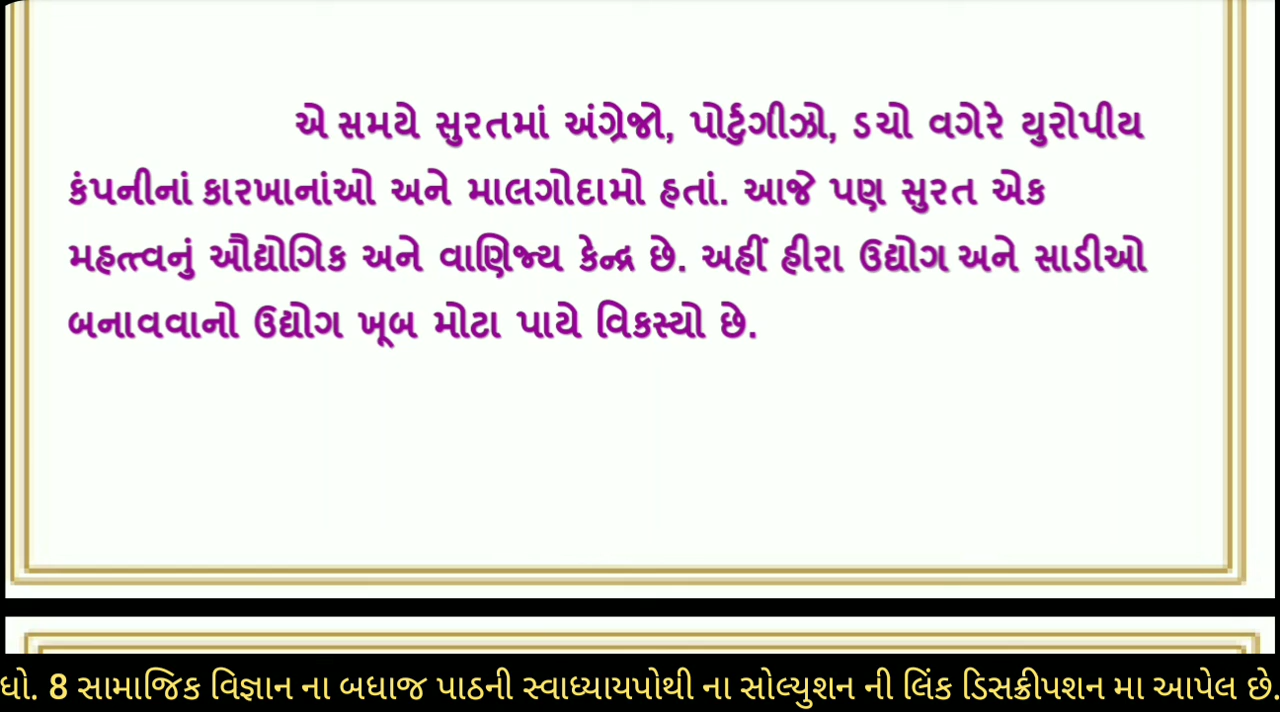 એ સમયે સુરતમાં અંગ્રેજો, પોર્ટુગીઝો, ડચો વગેરે યુરોપીય
કંપનીનાં કારખાનાંઓ અને માલગોદામો હતાં. આજે પણ સુરત એક
મહત્ત્વનું ઔદ્યોગિક અને વાણિજ્ય કેન્દ્ર છે. અહીં હીરા ઉદ્યોગ અને સાડીઓ
બનાવવાનો ઉદ્યોગ ખૂબ મોટા પાયે વિકસ્યો છે.
ધો. 8 સામાજિક વિજ્ઞાન ના બધાજ પાઠની સ્વાધ્યાયપોથી ના સોલ્યુશન ની લિંક ડિસક્રીપશન મા આપેલ છે.